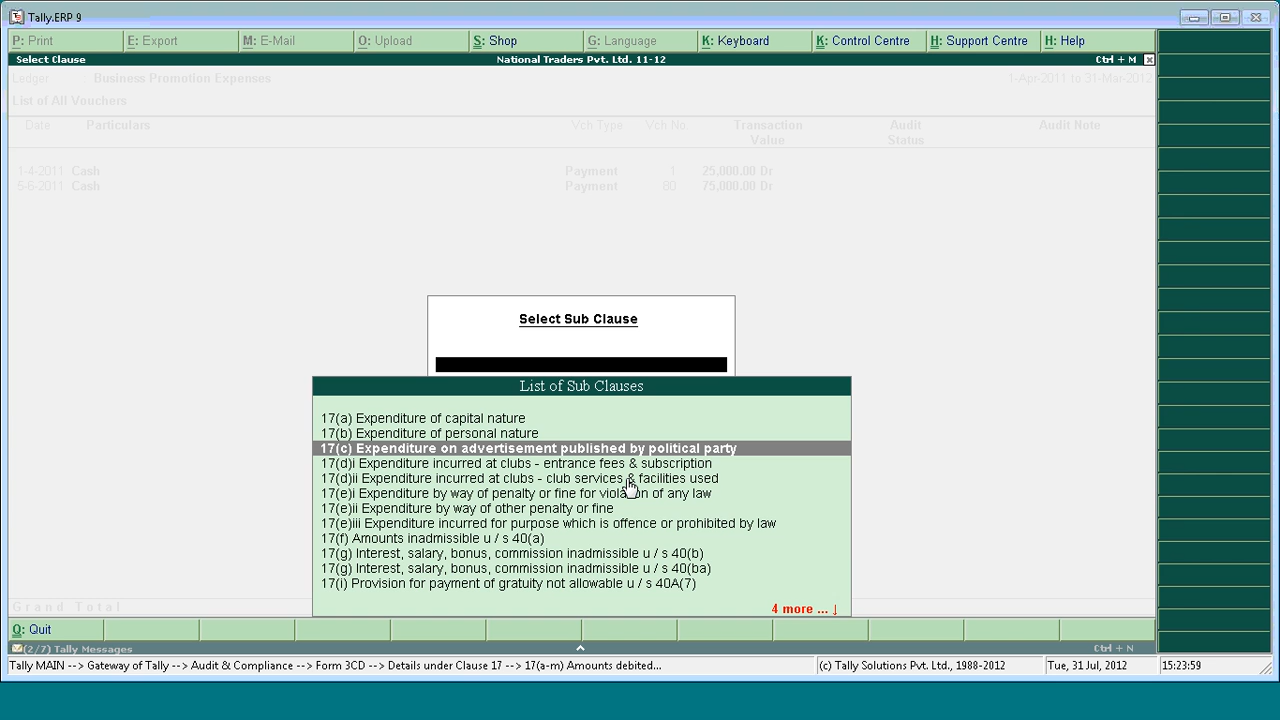 Tally.ERP 9
P: Print E: Export M: E-Mail O: Upload S: Shop G: Language K: Keyboard K: Control Centre H: Support Centre H: Help
Select Clause National Traders Pvt. Ltd. 11-12 Ctrl + M
Ledger Business Promotion Expenses 1-Apr-2011 to 31-Mar-2012
List of All Vouchers
Date Particulars Vch Type Vch No. Transaction Audit Audit Note
Value Status
1-4-2011 Cash Payment 1 25,000.00 Dr
5-6-2011 Cash Payment 60 75,000.00 Dr
Select Sub Clause
List of Sub Clauses
17(a) Expenditure of capital nature
17(b) Expenditure of personal nature
17(c) Expenditure on advertisement published by political party
17(d)i Expenditure incurred at clubs - entrance fees & subscription
17(d)ii Expenditure incurred at clubs - club services & facilities used
17(e)i Expenditure by way of penalty or fine for violation of any law
17(e)ii Expenditure by way of other penalty or fine
17(e)iii Expenditure incurred for purpose which is offence or prohibited by law
17(f) Amounts inadmissible u / s 40(a)
17(g) Interest, salary, bonus, commission inadmissible u / s 40(b)
17(g) Interest, salary, bonus, commission inadmissible u / s 40(ba)
17(i) Provision for payment of gratuity not allowable u / s 40A(7)
4 more ... ↓
Grand Total
Q: Quit
(2/7) Tally Messages Ctrl + N
Tally MAIN --> Gateway of Tally --> Audit & Compliance --> Form 3CD --> Details under Clause 17 --> 17(a-m) Amounts debited... (c) Tally Solutions Pvt. Ltd., 1988-2012 Tue, 31 Jul, 2012 15:23:59